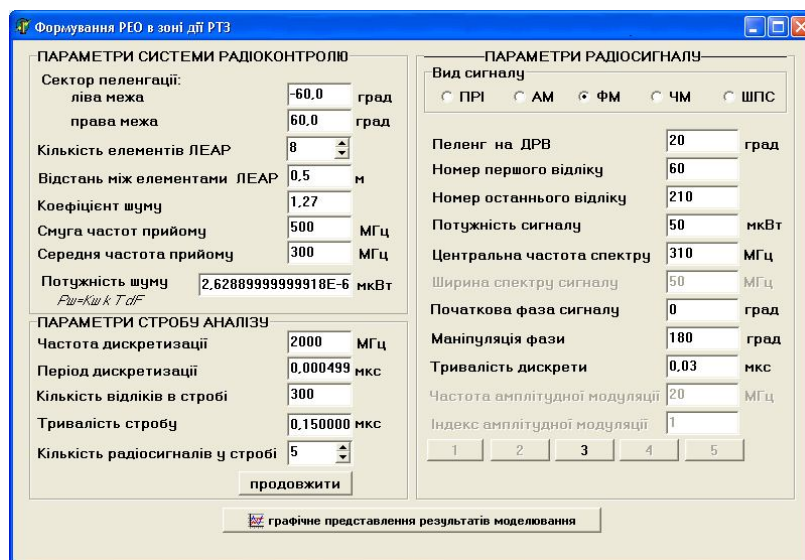 Формування РЕО в зоні дії РТЗ
ПАРАМЕТРИ СИСТЕМИ РАДІОКОНТРОЛЮ
Сектор пеленгації:
ліва межа -60,0 град
права межа 60,0 град
Кількість елементів ЛЕАР 8
Відстань між елементами ЛЕАР 0,5 м
Коефіцієнт шуму 1,27
Смуга частот прийому 500 МГц
Середня частота прийому 300 МГц
Потужність шуму 2,62889999999918E-6 мкВт
Рш=Кш k T dF
ПАРАМЕТРИ СТРОБУ АНАЛІЗУ
Частота дискретизації 2000 МГц
Період дискретизації 0,000499 мкс
Кількість відліків в стробі 300
Тривалість стробу 0,150000 мкс
Кількість радіосигналів у стробі 5
продовжити
ПАРАМЕТРИ РАДІОСИГНАЛУ
Вид сигналу
ПРІ АМ ФМ ЧМ ШПС
Пеленг на ДРВ 20 град
Номер першого відліку 60
Номер останнього відліку 210
Потужність сигналу 50 мкВт
Центральна частота спектру 310 МГц
Ширина спектру сигналу 50 МГц
Початкова фаза сигналу 0 град
Маніпуляція фази 180 град
Тривалість дискрети 0,03 мкс
Частота амплітудної модуляції 20 МГц
Індекс амплітудної модуляції 1
1 2 3 4 5
графічне представлення результатів моделювання